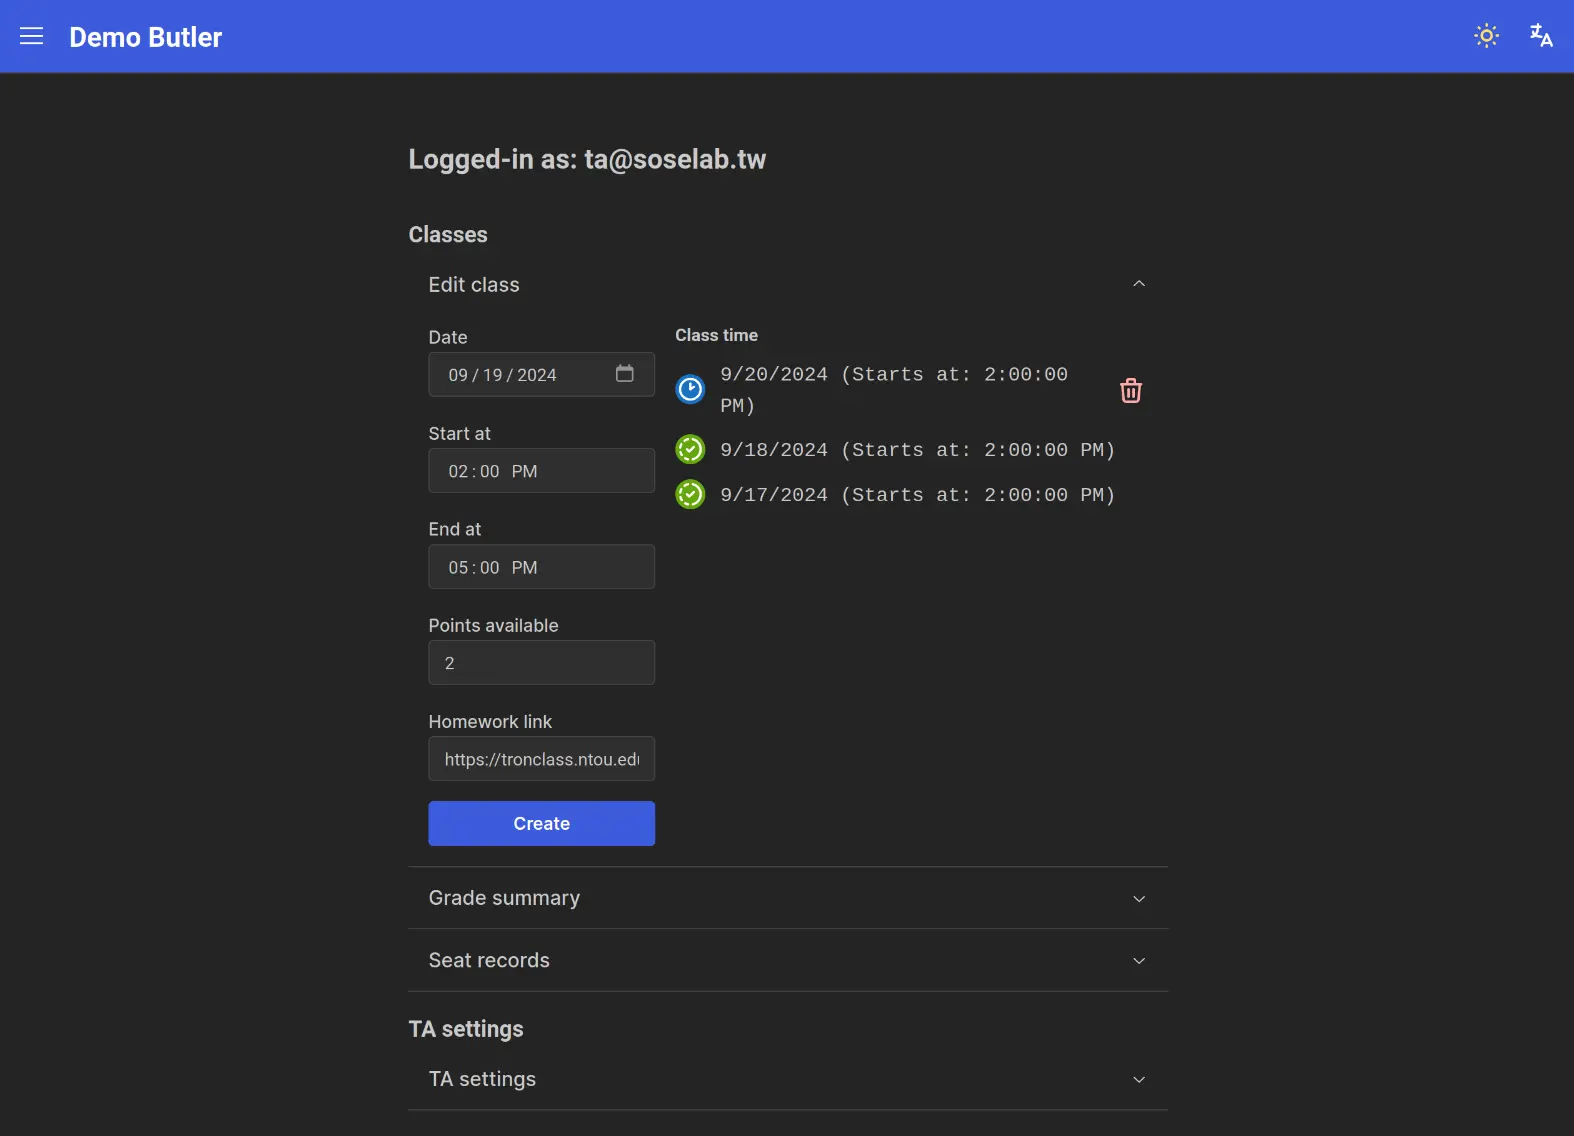 Demo Butler
Logged-in as: ta@soselab.tw
Classes
Edit class
Date
09/19/2024
Start at
02:00 PM
End at
05:00 PM
Points available
2
Homework link
https://tronclass.ntou.edu
Create
Class time
9/20/2024 (Starts at: 2:00:00
PM)
9/18/2024 (Starts at: 2:00:00 PM)
9/17/2024 (Starts at: 2:00:00 PM)
Grade summary
Seat records
TA settings
TA settings